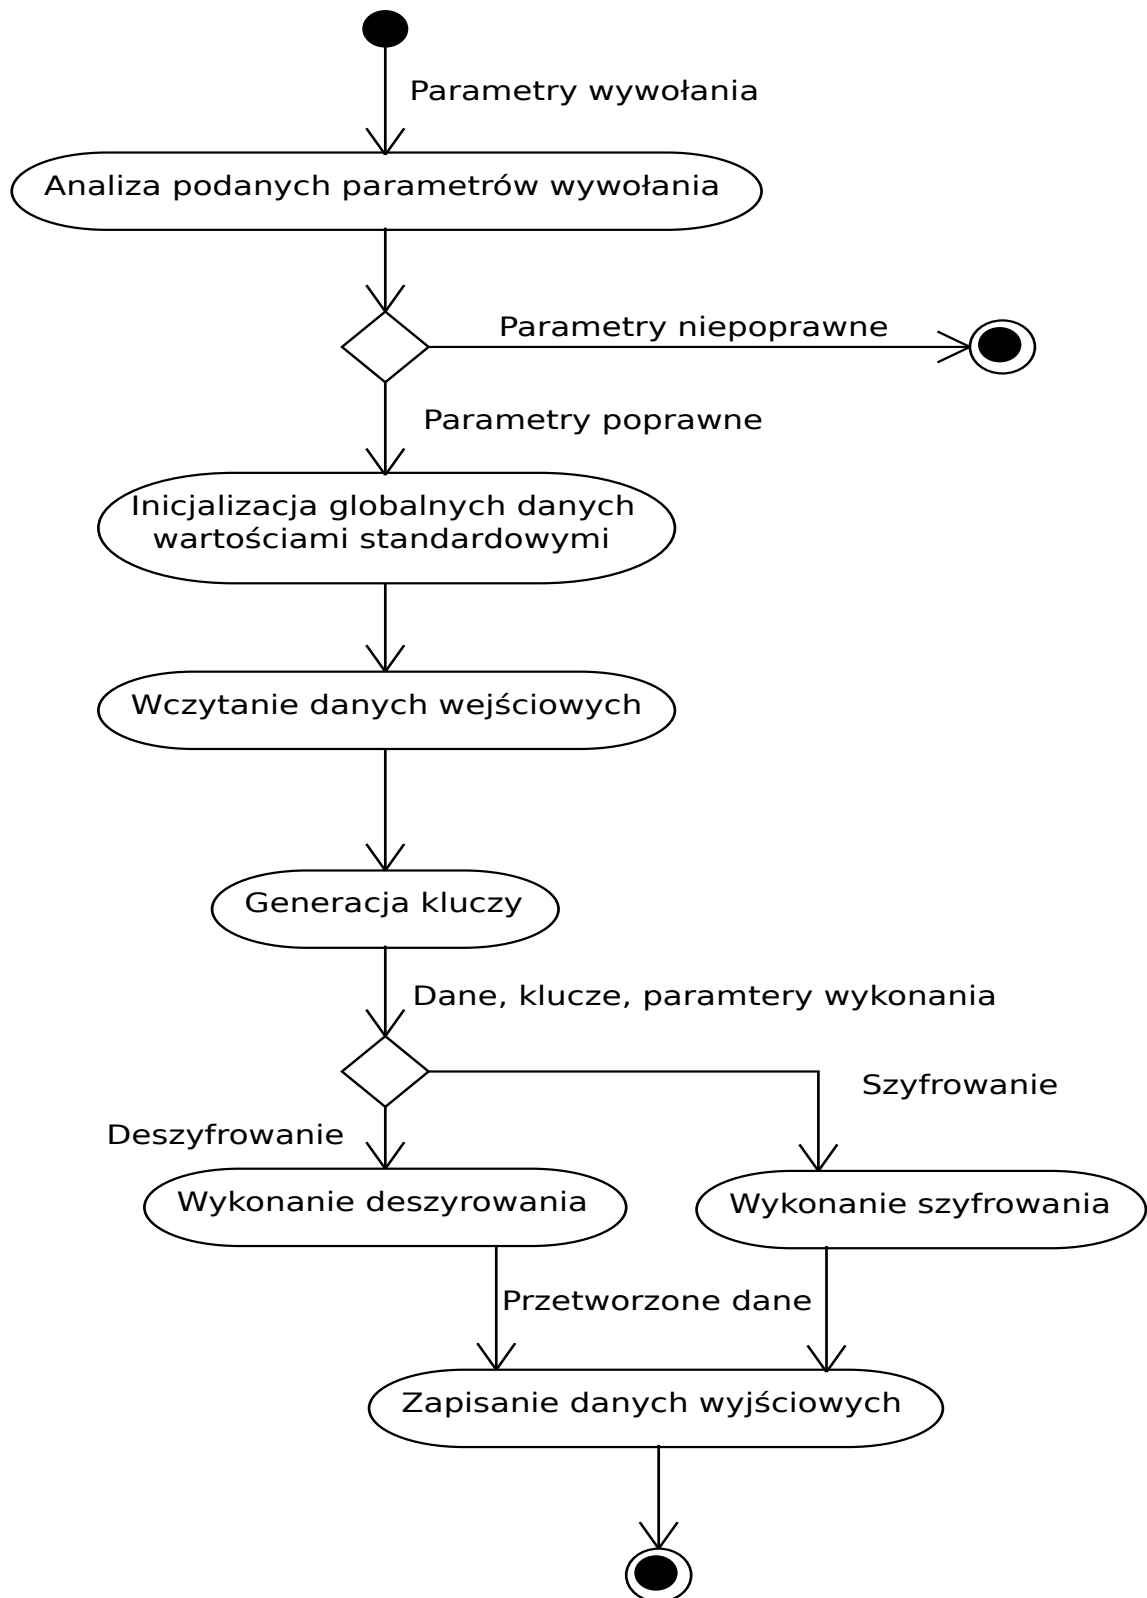 Parametry wywołania
Analiza podanych parametrów wywołania
Parametry niepoprawne
Parametry poprawne
Inicjalizacja globalnych danych
wartościami standardowymi
Wczytanie danych wejściowych
Generacja kluczy
Dane, klucze, paramtery wykonania
Szyfrowanie
Deszyfrowanie
Wykonanie deszyrowania
Wykonanie szyfrowania
Przetworzone dane
Zapisanie danych wyjściowych